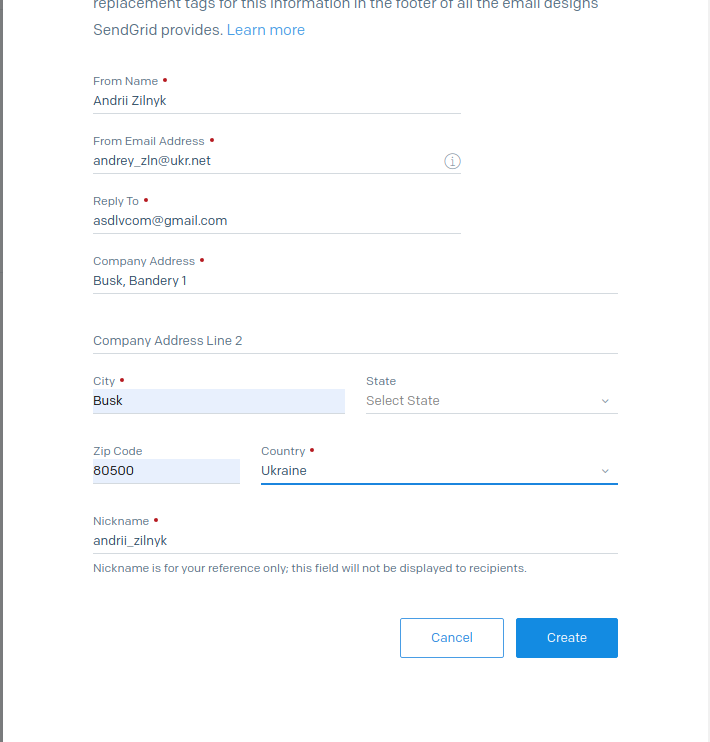 replacement tags for this information in the footer of all the email designs
SendGrid provides. Learn more
From Name •
Andrii Zilnyk
From Email Address •
andrey_zln@ukr.net
Reply To •
asdlvcom@gmail.com
Company Address •
Busk, Bandery 1
Company Address Line 2
City •
Busk
State
Select State
Zip Code
80500
Country •
Ukraine
Nickname •
andrii_zilnyk
Nickname is for your reference only; this field will not be displayed to recipients.
Cancel
Create